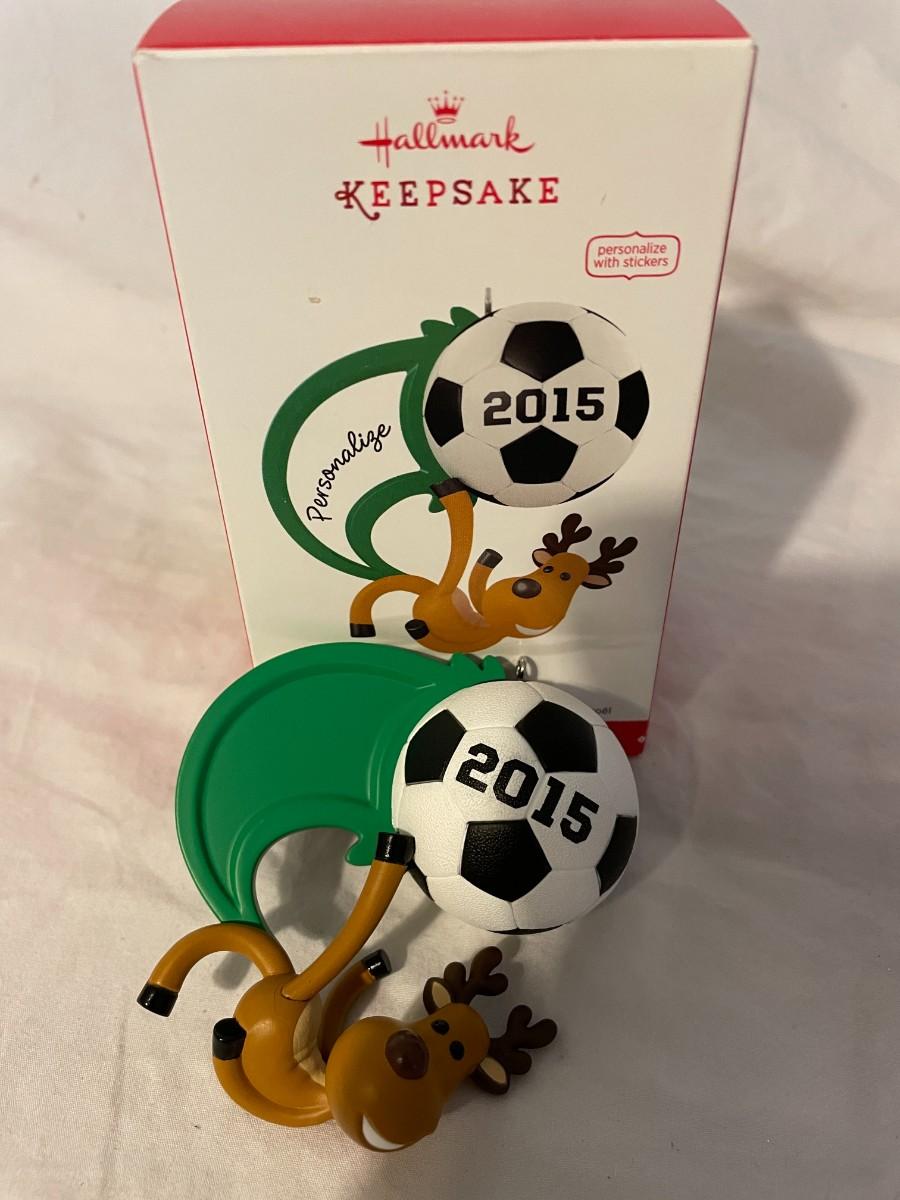 Hallmark
KEEPSAKE
personalize
with stickers
2015
Personalize
2015